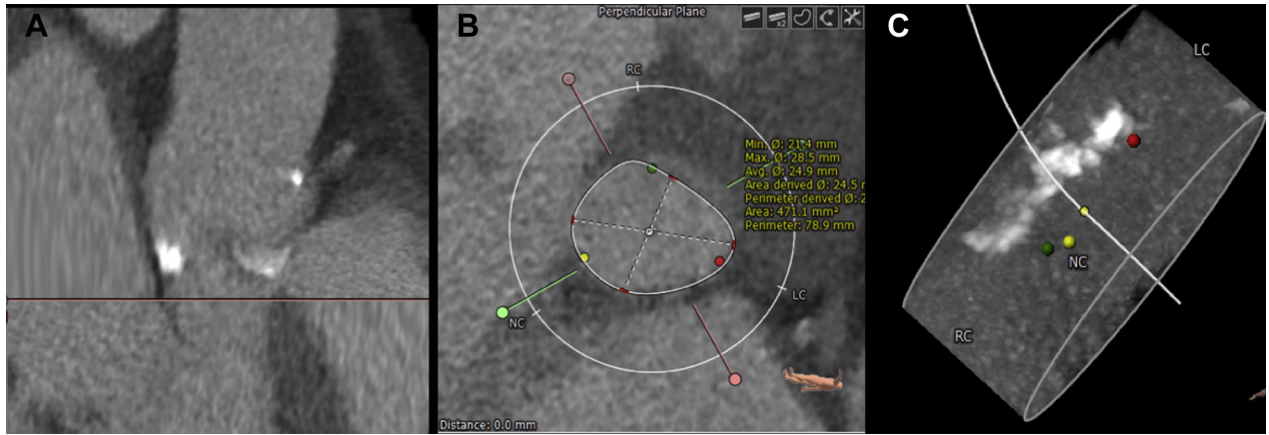 A
B
C
Perpendicular Plane
x2
RC
LC
Min. Ø: 21.4 mm
Max. Ø: 28.5 mm
Avg. Ø: 24.9 mm
Area derived Ø: 24.5
Perimeter derived Ø: 2
Area: 471.1 mm²
Perimeter: 78.9 mm
LC
NC
NC
RC
Distance: 0.0 mm